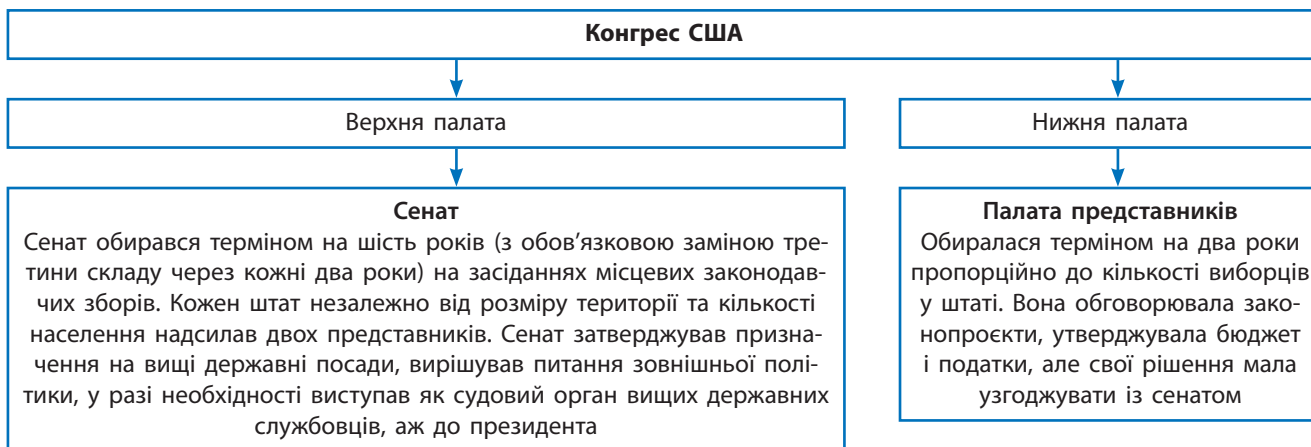 Конгрес США
Верхня палата
Нижня палата
Сенат
Сенат обирався терміном на шість років (з обов’язковою заміною тре-
тини складу через кожні два роки) на засіданнях місцевих законодав-
чих зборів. Кожен штат незалежно від розміру території та кількості
населення надсилав двох представників. Сенат затверджував призна-
чення на вищі державні посади, вирішував питання зовнішньої полі-
тики, у разі необхідності виступав як судовий орган вищих державних
службовців, аж до президента
Палата представників
Обиралася терміном на два роки
пропорційно до кількості виборців
у штаті. Вона обговорювала зако-
нопроєкти, утверджувала бюджет
і податки, але свої рішення мала
узгоджувати із сенатом